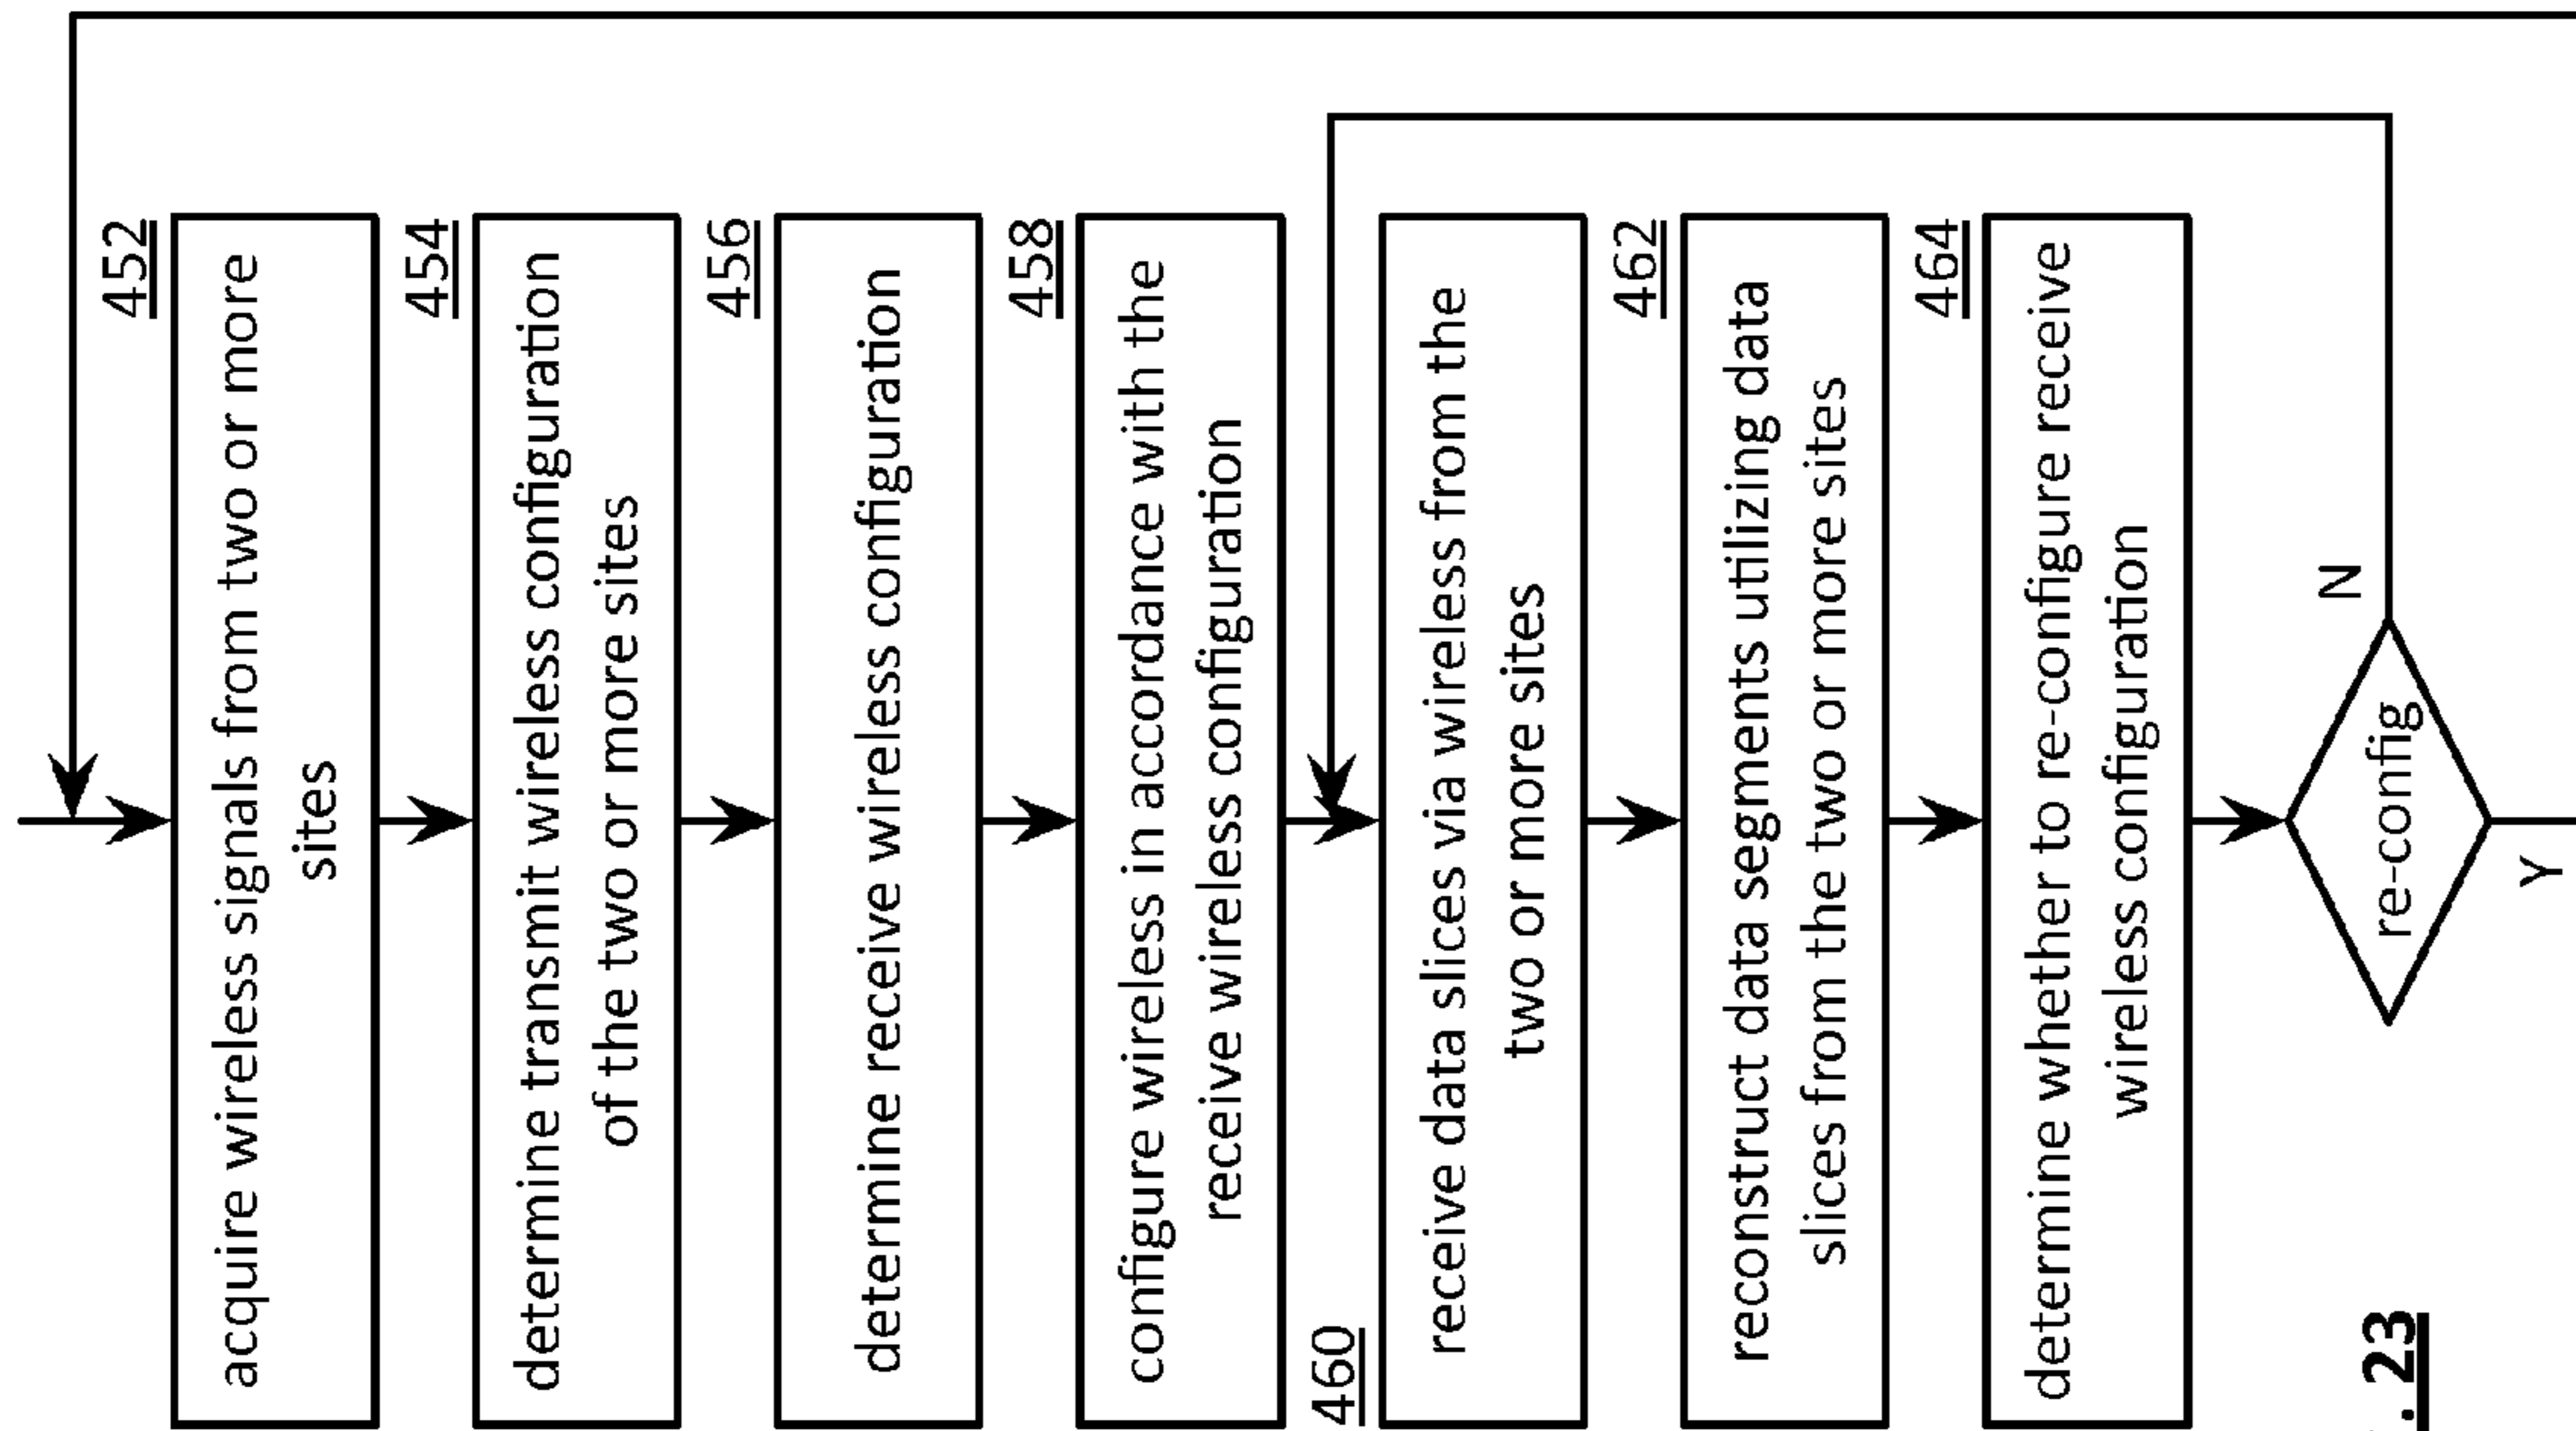 452
acquire wireless signals from two or more
sites
454
determine transmit wireless configuration
of the two or more sites
456
determine receive wireless configuration
458
configure wireless in accordance with the
receive wireless configuration
460
receive data slices via wireless from the
two or more sites
462
reconstruct data segments utilizing data
slices from the two or more sites
464
determine whether to re-configure receive
wireless configuration
re-config
N
Y
. 23